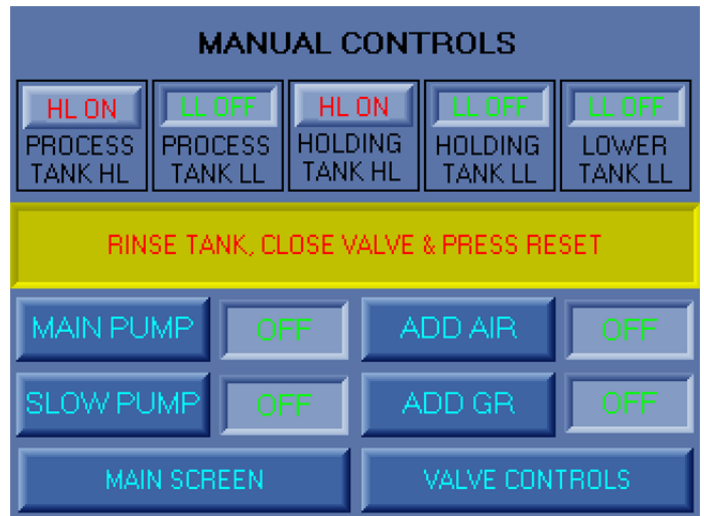 MANUAL CONTROLS
HL ON
PROCESS
TANK HL
LL OFF
PROCESS
TANK LL
HL ON
HOLDING
TANK HL
LL OFF
HOLDING
TANK LL
LL OFF
LOWER
TANK LL
RINSE TANK, CLOSE VALVE & PRESS RESET
MAIN PUMP OFF ADD AIR OFF
SLOW PUMP OFF ADD GR OFF
MAIN SCREEN VALVE CONTROLS